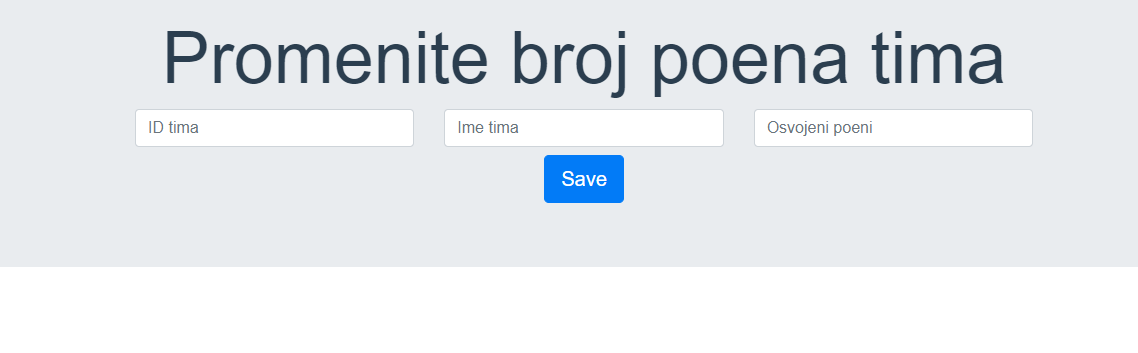 Promenite broj poena tima
ID tima
Ime tima
Osvojeni poeni
Save